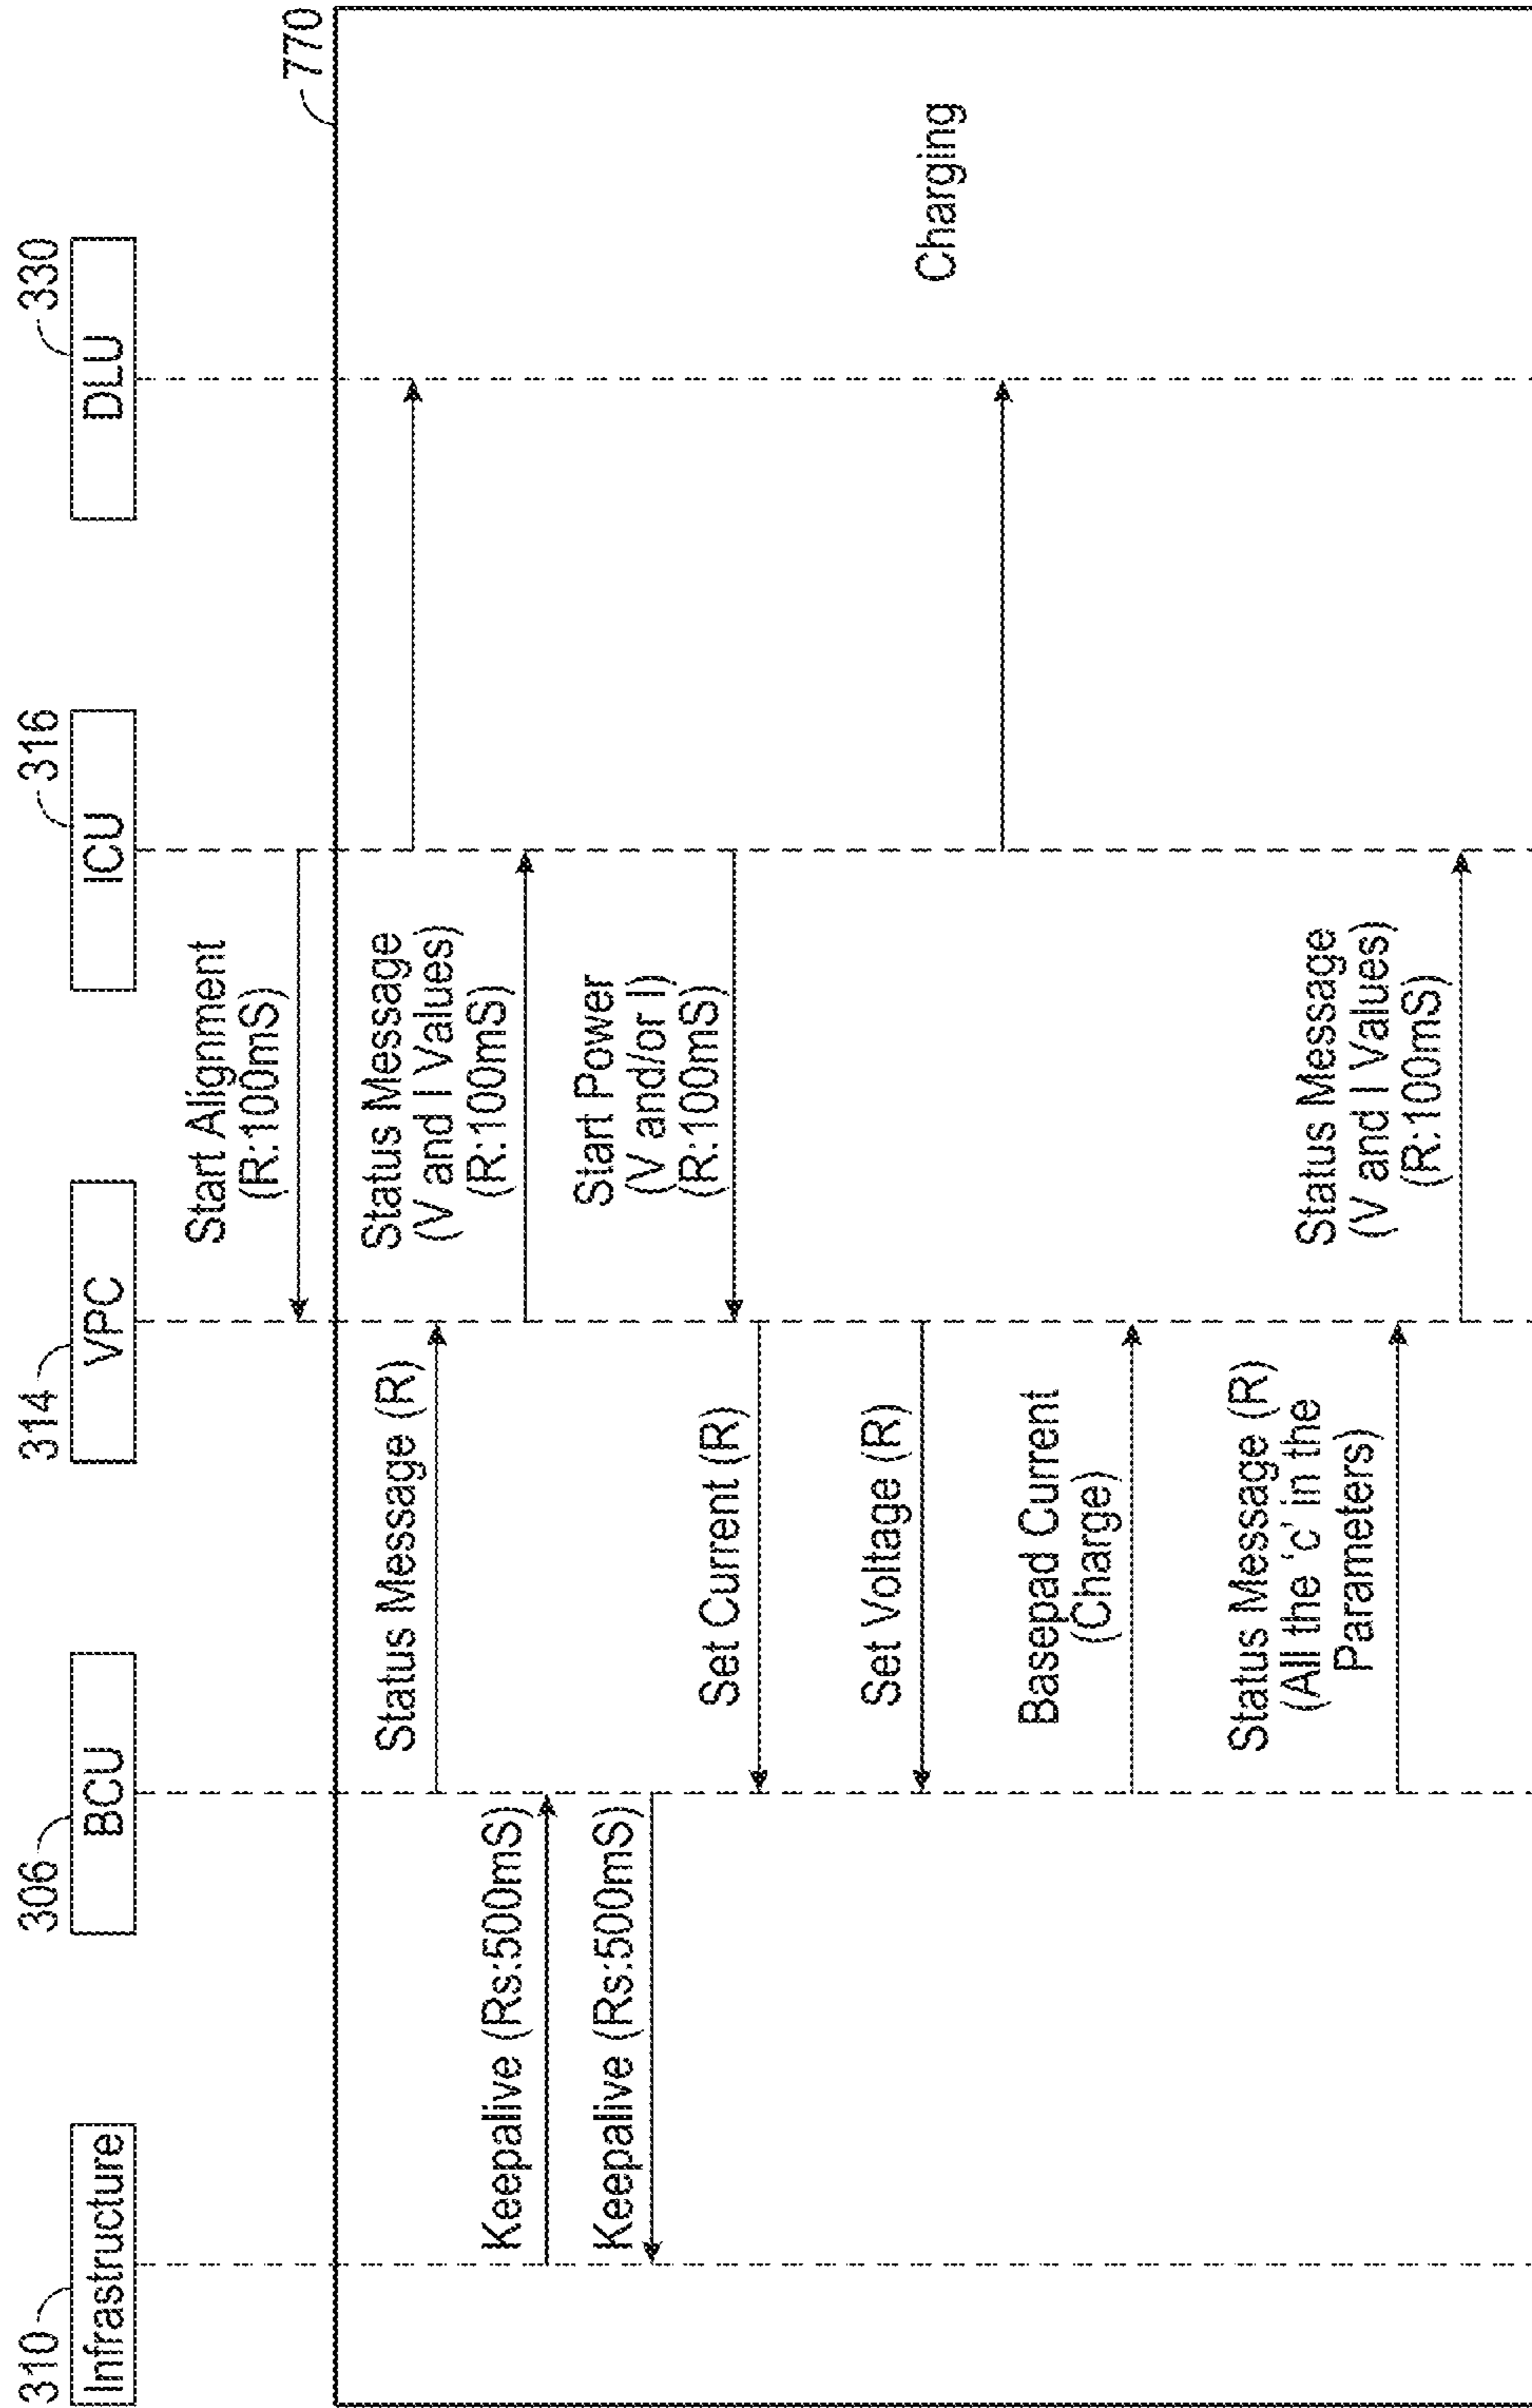 310
Infrastructure
306
BCU
314
VPC
316
ICU
330
DLU
770
Start Alignment
(R:100mS)
Status Message (R)
Status Message
(V and I Values)
(R:100mS)
Keepalive (Rs:500mS)
Keepalive (Rs:500mS)
Start Power
(V and/or I)
(R:100mS)
Set Current (R)
Set Voltage (R)
Charging
Basepad Current
(Charge)
Status Message (R)
(All the 'c' in the
Parameters)
Status Message
(V and I Values)
(R:100mS)